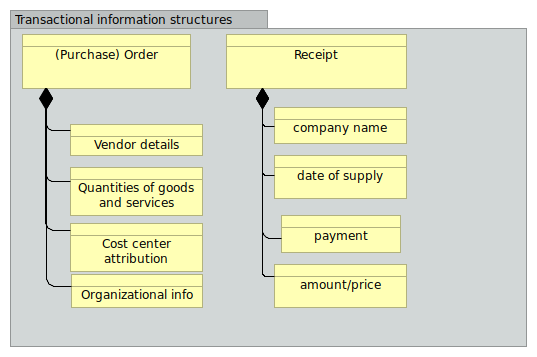 Transactional information structures
(Purchase) Order
Vendor details
Quantities of goods
and services
Cost center
attribution
Organizational info
Receipt
company name
date of supply
payment
amount/price